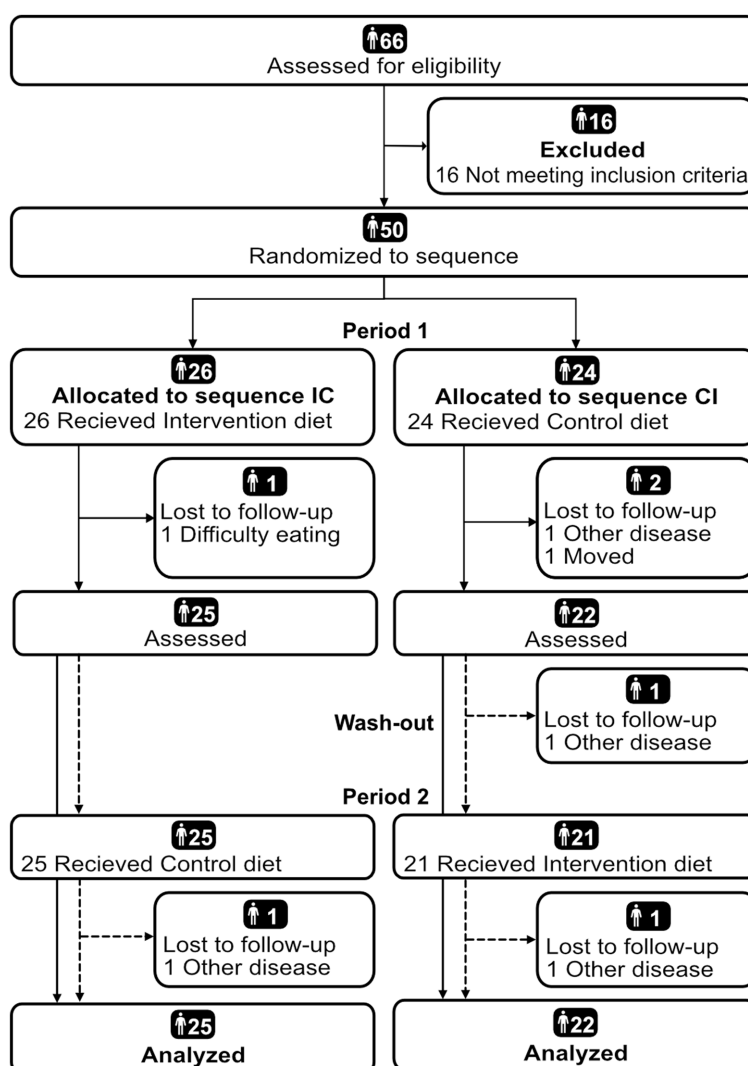 66
Assessed for eligibility
16
Excluded
16 Not meeting inclusion criteria
50
Randomized to sequence
Period 1
26
Allocated to sequence IC
26 Recieved Intervention diet
24
Allocated to sequence CI
24 Recieved Control diet
1
Lost to follow-up
1 Difficulty eating
2
Lost to follow-up
1 Other disease
1 Moved
25
Assessed
22
Assessed
1
Lost to follow-up
1 Other disease
Wash-out
Period 2
25
25 Recieved Control diet
21
21 Recieved Intervention diet
1
Lost to follow-up
1 Other disease
1
Lost to follow-up
1 Other disease
25
Analyzed
22
Analyzed